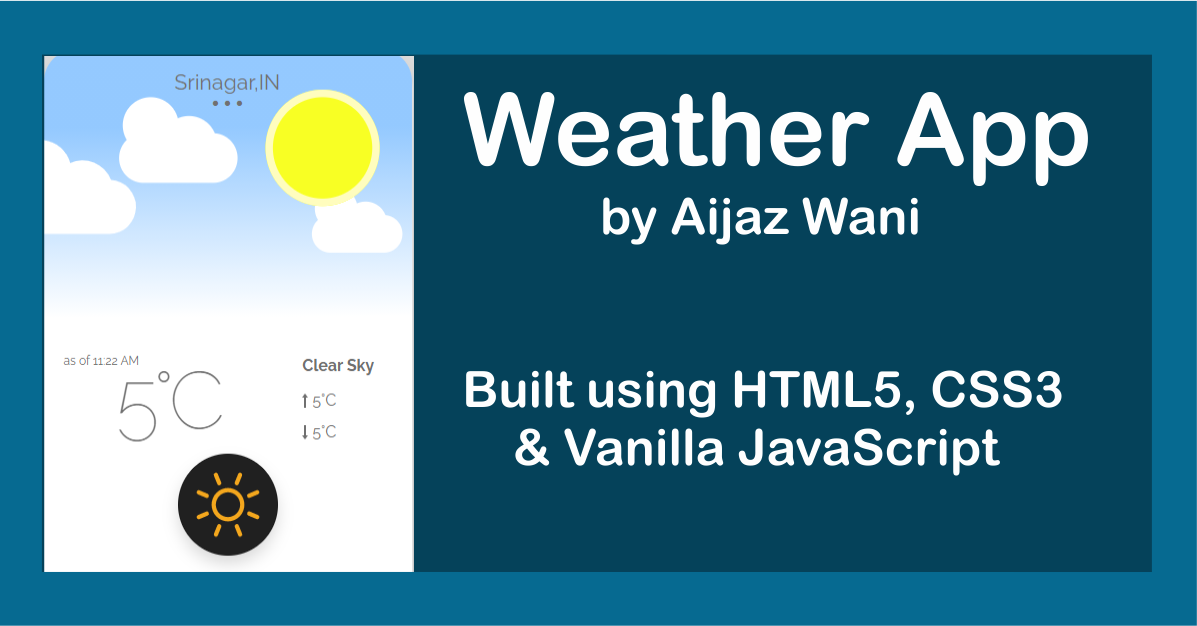 Srinagar,IN
Weather App
by Aijaz Wani
as of 11:22 AM
5°C
Clear Sky
↑ 5°C
↓ 5°C
Built using HTML5, CSS3
& Vanilla JavaScript